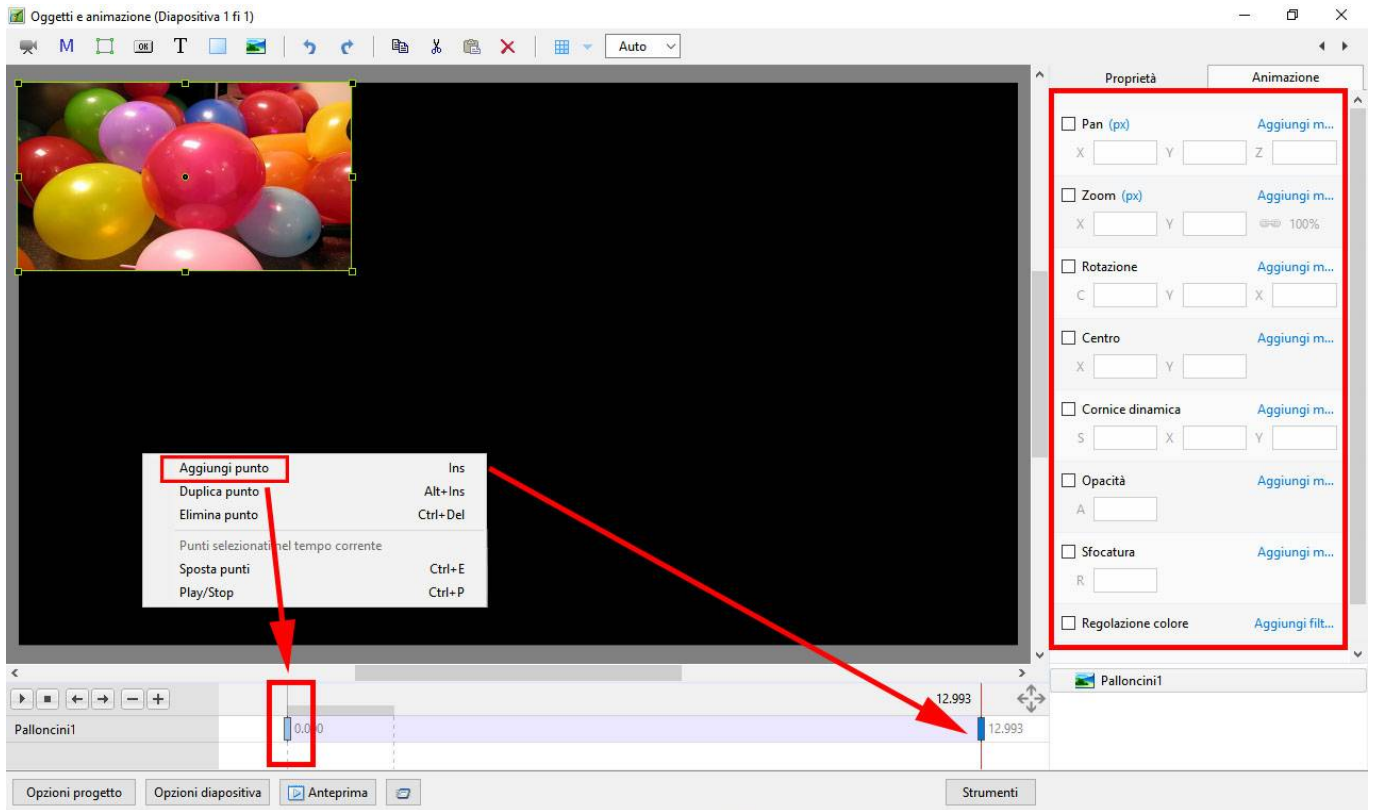 Oggetti e animazione (Diapositiva 1 fi 1)
M OK T Auto
Proprietà Animazione
Pan (px) Aggiungi m...
X Y Z
Zoom (px) Aggiungi m...
X Y 100%
Rotazione Aggiungi m...
C Y X
Centro Aggiungi m...
X Y
Cornice dinamica Aggiungi m...
S X Y
Opacità Aggiungi m...
A
Sfocatura Aggiungi m...
R
Regolazione colore Aggiungi filt...
Aggiungi punto Ins
Duplica punto Alt+Ins
Elimina punto Ctrl+Del
Punti selezionati nel tempo corrente
Sposta punti Ctrl+E
Play/Stop Ctrl+P
Palloncini1
12.993
Palloncini1 0.000 12.993
Opzioni progetto Opzioni diapositiva Anteprima Strumenti